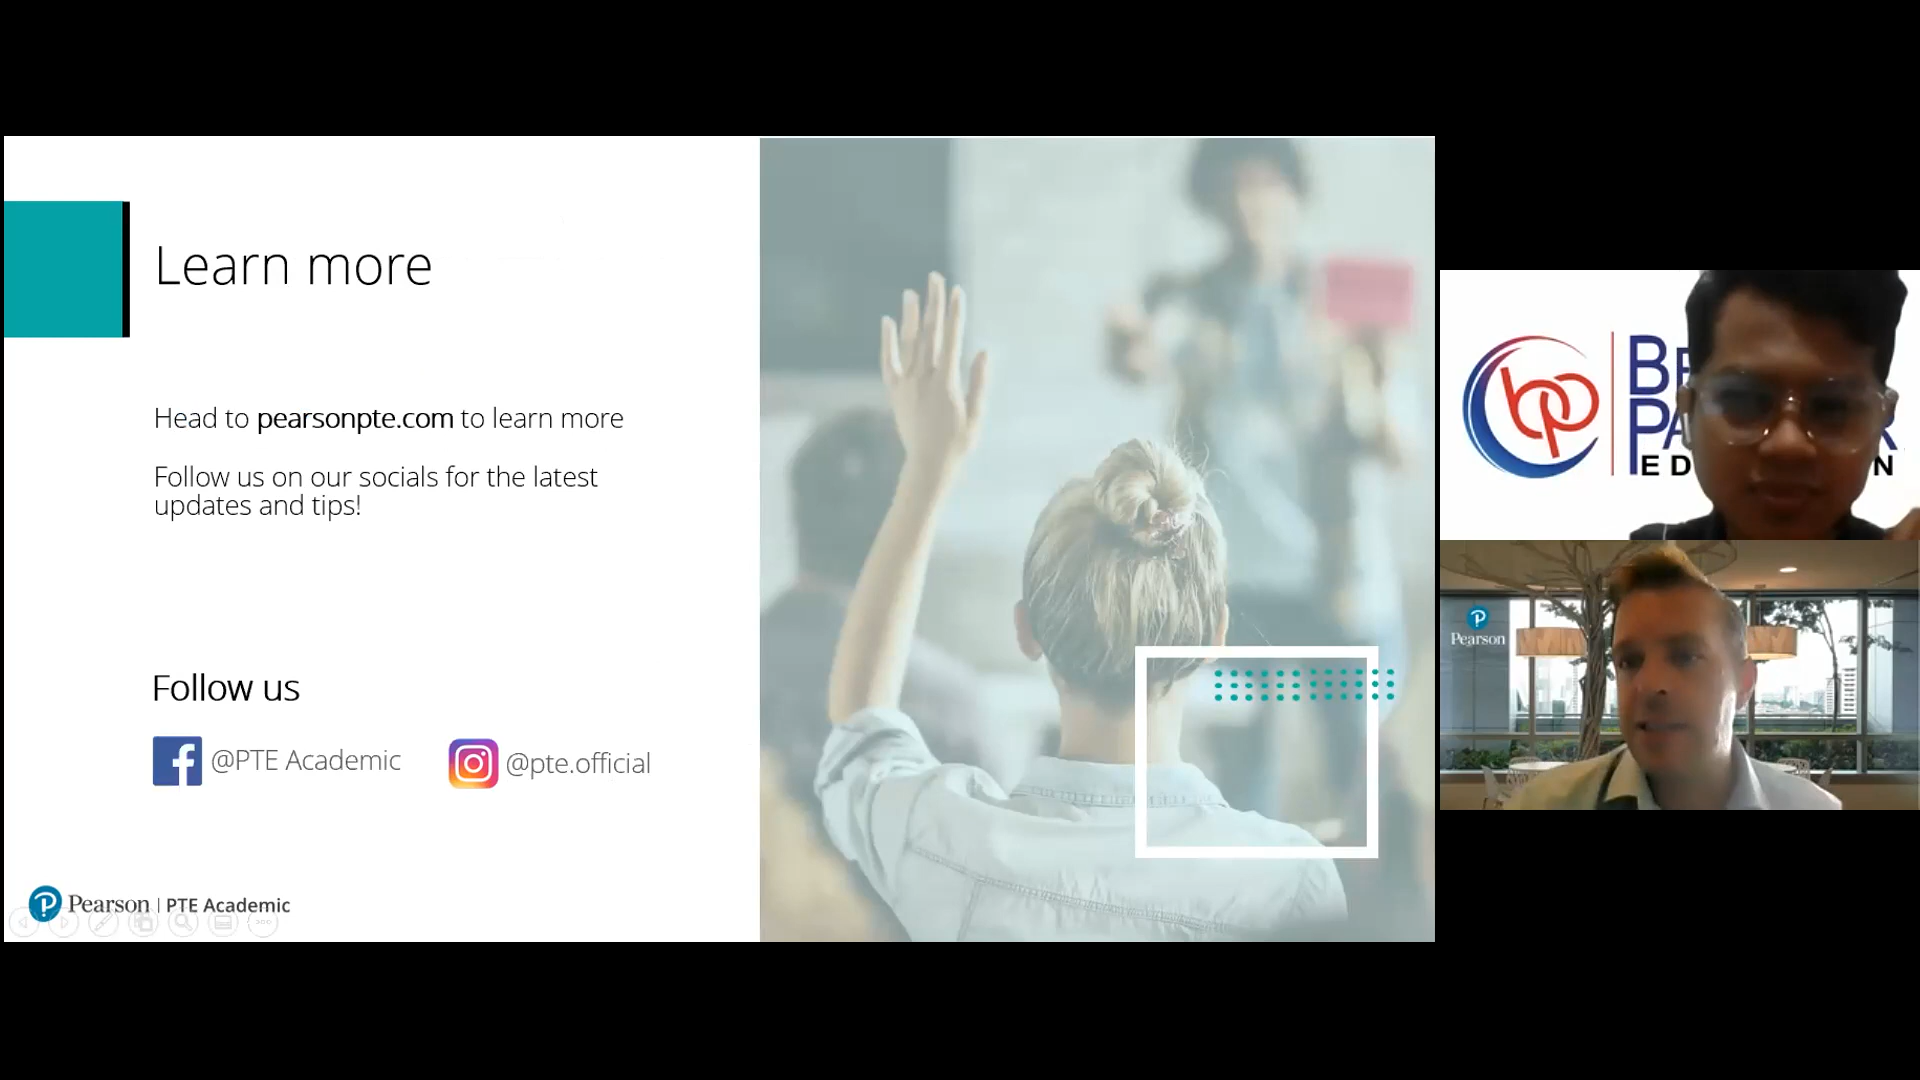 Learn more
Head to pearsonpte.com to learn more
Follow us on our socials for the latest
updates and tips!
Follow us
@PTE Academic
@pte.official
Pearson | PTE Academic
bp
Pearson